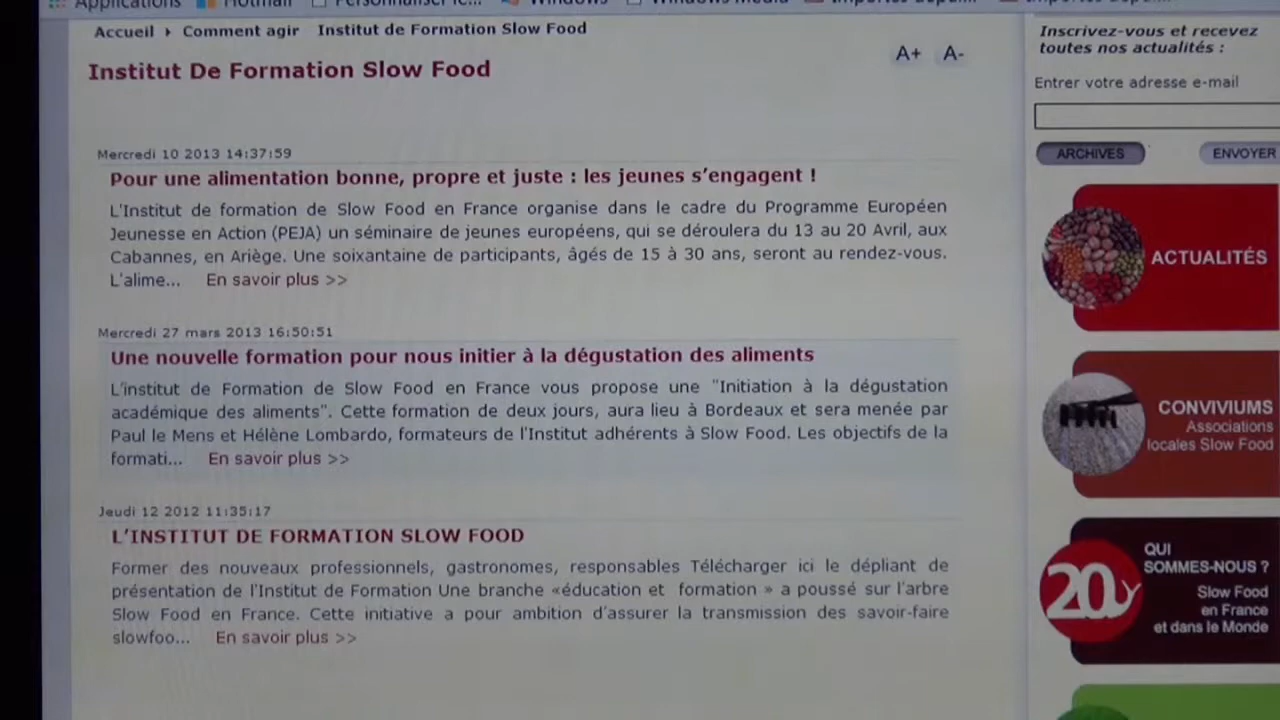 Applications
Hotmail
Windows
Accueil Comment agir Institut de Formation Slow Food
A+ A-
Institut De Formation Slow Food
Mercredi 10 2013 14:37:59
Pour une alimentation bonne, propre et juste : les jeunes s'engagent !
L'Institut de formation de Slow Food en France organise dans le cadre du Programme Européen
Jeunesse en Action (PEJA) un séminaire de jeunes européens, qui se déroulera du 13 au 20 Avril, aux
Cabannes, en Ariège. Une soixantaine de participants, âgés de 15 à 30 ans, seront au rendez-vous.
L'alime... En savoir plus >>
Mercredi 27 mars 2013 16:50:51
Une nouvelle formation pour nous initier à la dégustation des aliments
L'institut de Formation de Slow Food en France vous propose une "Initiation à la dégustation
académique des aliments". Cette formation de deux jours, aura lieu à Bordeaux et sera menée par
Paul le Mens et Hélène Lombardo, formateurs de l'Institut adhérents à Slow Food. Les objectifs de la
formati... En savoir plus >>
Jeudi 12 2012 11:35:17
L'INSTITUT DE FORMATION SLOW FOOD
Former des nouveaux professionnels, gastronomes, responsables Télécharger ici le dépliant de
présentation de l'Institut de Formation Une branche «éducation et formation » a poussé sur l'arbre
Slow Food en France. Cette initiative a pour ambition d'assurer la transmission des savoir-faire
slowfoo... En savoir plus >>
Inscrivez-vous et recevez
toutes nos actualités :
Entrer votre adresse e-mail
ARCHIVES ENVOYER
ACTUALITÉS
CONVIVIUMS
Associations
locales Slow Food
20y
QUI
SOMMES-NOUS ?
Slow Food
en France
et dans le Monde